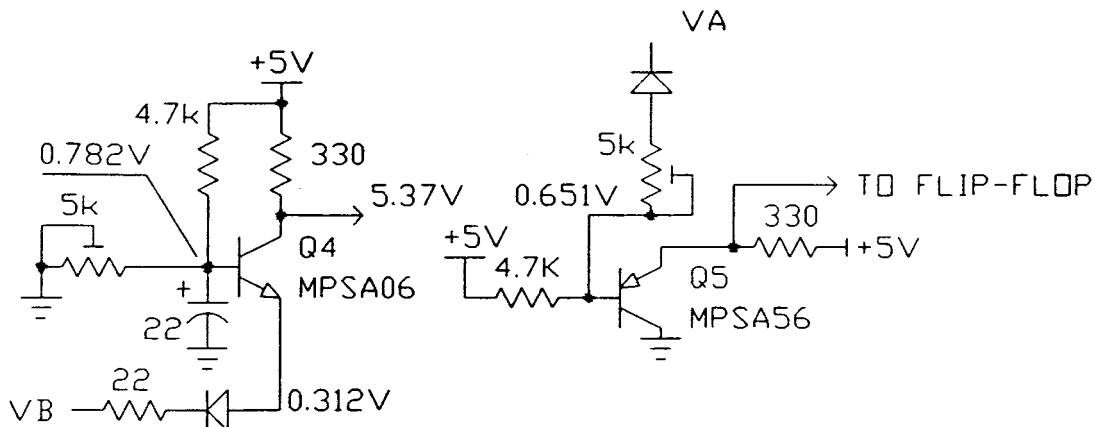 VA
+5V
4.7k
330
0.782V
5.37V
5k
Q4
MPSA06
+
22
22
VB
0.312V
5k
0.651V
TO FLIP-FLOP
330
+5V
+5V
4.7K
Q5
MPSA56